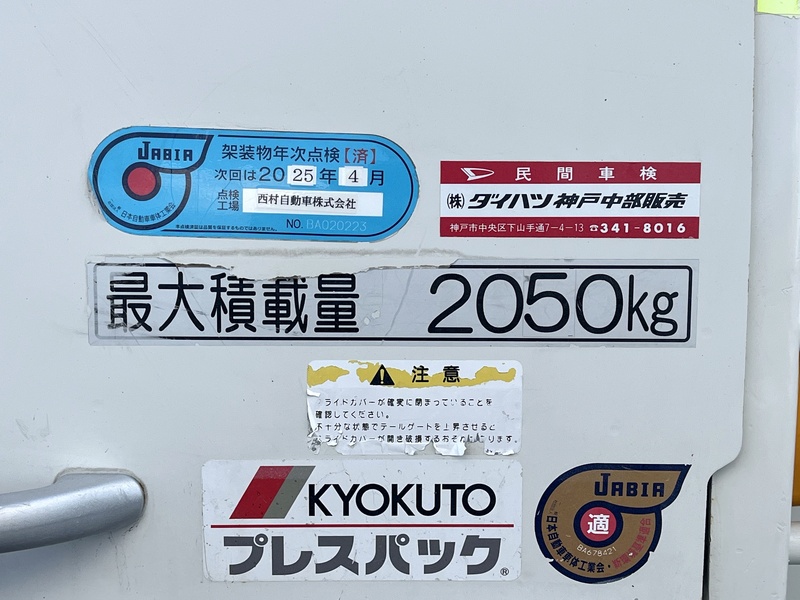 JABIA
架装物年次点検【済】
次回は2025年4月
点検工場 西村自動車株式会社
NO. BA020223
日本自動車車体工業会
民間車検
(株)ダイハツ神戸中部販売
神戸市中央区下山手通7-4-13 ☎341-8016
最大積載量 2050kg
注意
ライドカバーが確実に閉まっていることを
確認してください。
不十分な状態でテールゲートを上昇させると
ライドカバーが開き破損するおそれ
ります。
KYOKUTO
プレスパック
JABIA
適
BA678421
日本自動車車体工業会・